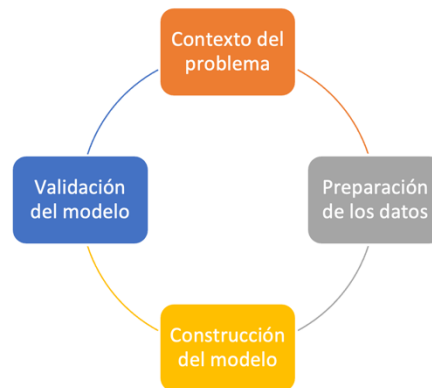 Contexto del
problema
Preparación
de los datos
Construcción
del modelo
Validación
del modelo